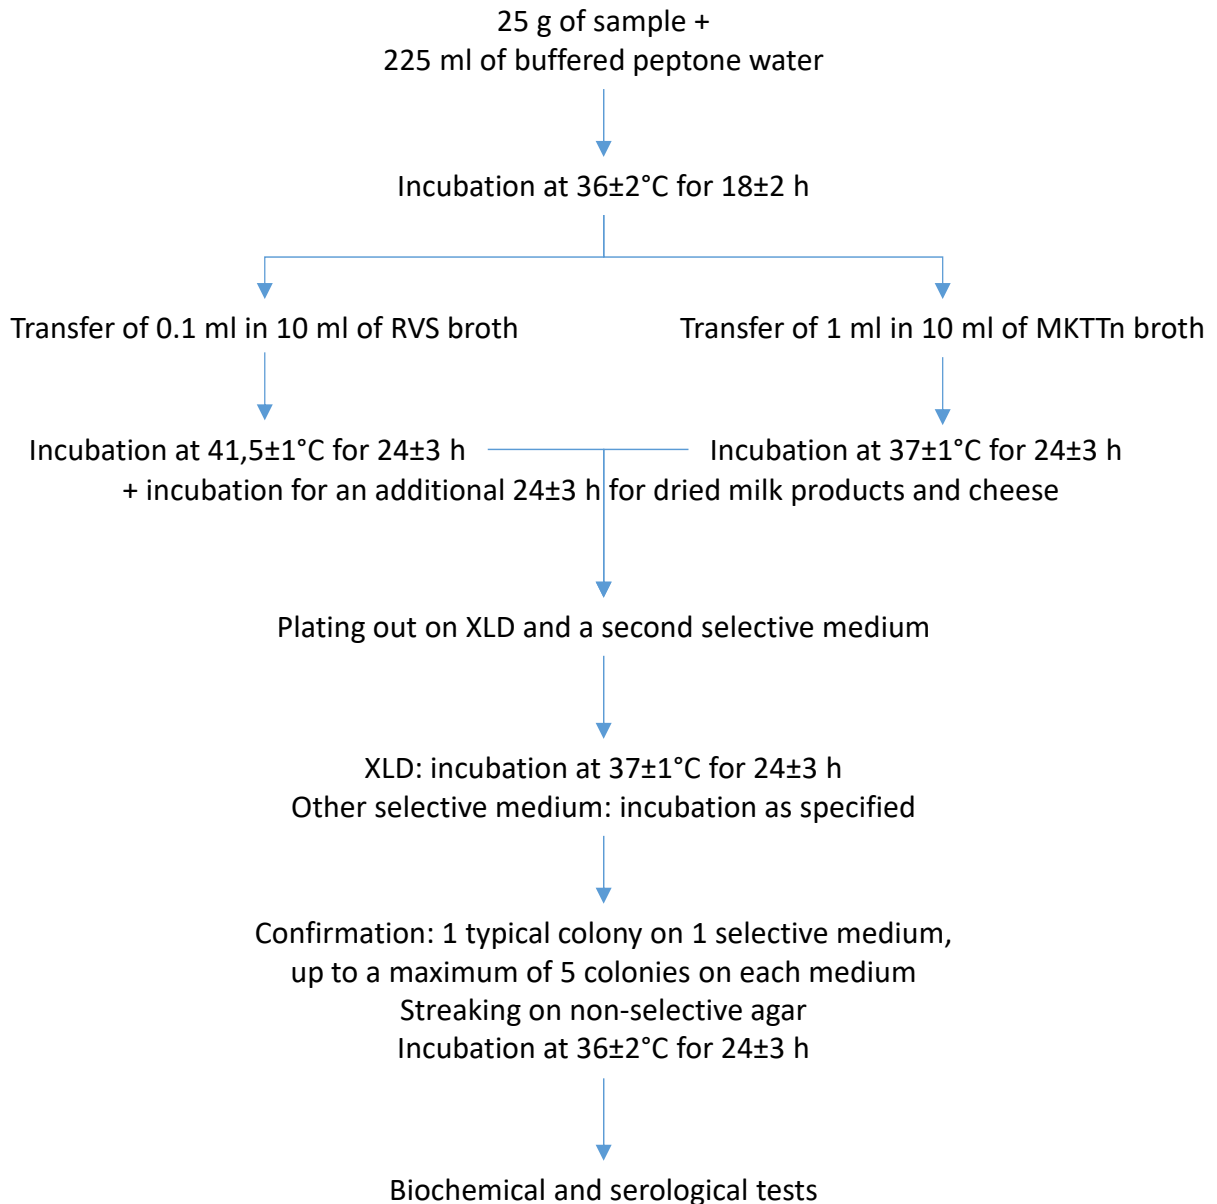 25 g of sample +
225 ml of buffered peptone water
Incubation at 36±2°C for 18±2 h
Transfer of 0.1 ml in 10 ml of RVS broth
Transfer of 1 ml in 10 ml of MKTTn broth
Incubation at 41,5±1°C for 24±3 h
Incubation at 37±1°C for 24±3 h
+ incubation for an additional 24±3 h for dried milk products and cheese
Plating out on XLD and a second selective medium
XLD: incubation at 37±1°C for 24±3 h
Other selective medium: incubation as specified
Confirmation: 1 typical colony on 1 selective medium,
up to a maximum of 5 colonies on each medium
Streaking on non-selective agar
Incubation at 36±2°C for 24±3 h
Biochemical and serological tests